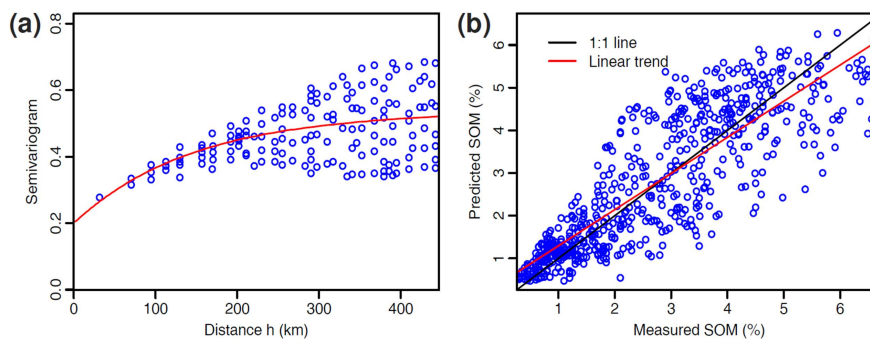 (a)
Semivariogram
0.8
0.6
0.4
0.2
0.0
0 100 200 300 400
Distance h (km)
(b)
1:1 line
Linear trend
Predicted SOM (%)
6
5
4
3
2
1
1 2 3 4 5 6
Measured SOM (%)